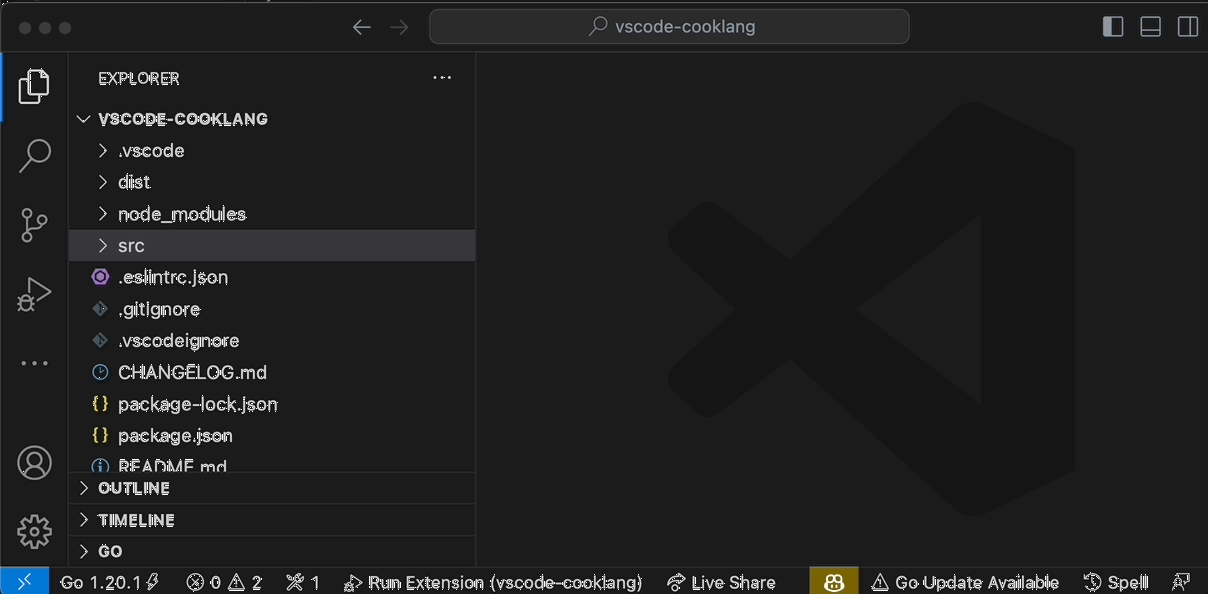 vscode-cooklang
EXPLORER
VSCODE-COOKLANG
.vscode
dist
node_modules
src
.eslintrc.json
.gitignore
.vscodeignore
CHANGELOG.md
package-lock.json
package.json
README.md
OUTLINE
TIMELINE
GO
Go 1.20.1 0 2 1 Run Extension (vscode-cooklang) Live Share Go Update Available Spell